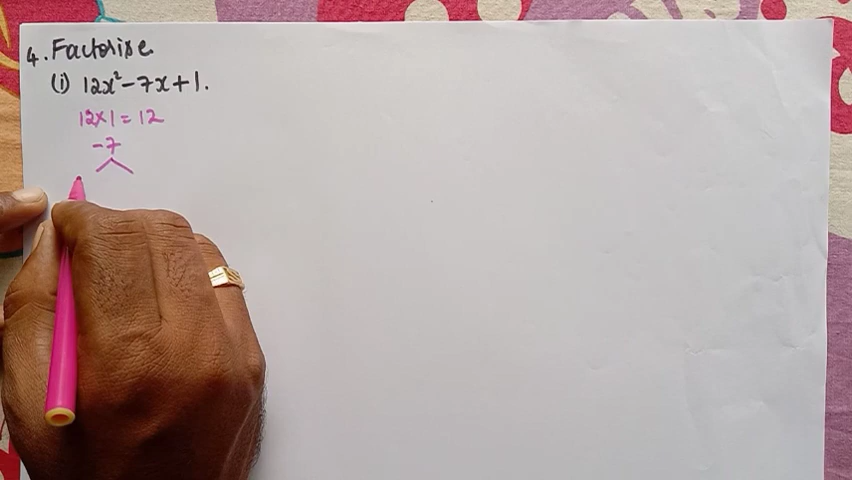 4. Factorise
(i) 12x² - 7x + 1.
12 × 1 = 12
-7